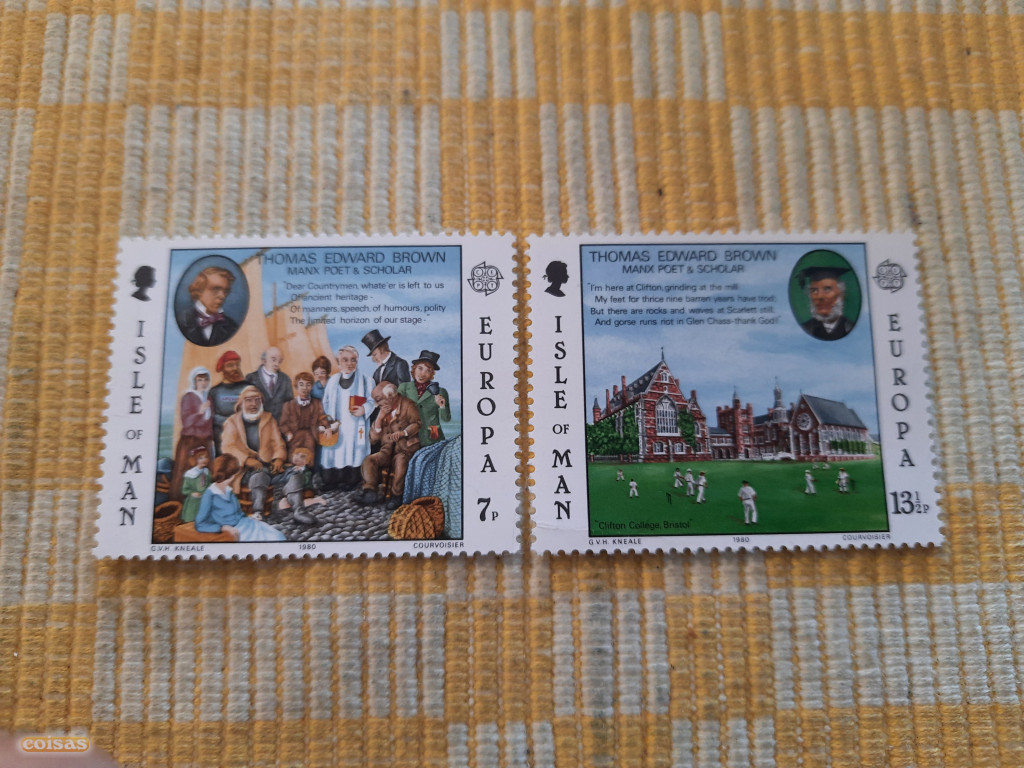 THOMAS EDWARD BROWN
MANX POET & SCHOLAR
"Dear Countrymen, whate'er is left to us
Of ancient heritage -
Of manners, speech, of humours, polity
The limited horizon of our stage -
ISLE OF MAN
EUROPA
7P
G.V.H. KNEALE 1980 COURVOISIER
THOMAS EDWARD BROWN
MANX POET & SCHOLAR
"I'm here at Clifton, grinding at the mill
My feet for thrice nine barren years have trod;
But there are rocks and waves at Scarlett still,
And gorse runs riot in Glen Chass-thank God!"
ISLE OF MAN
EUROPA
13½P
"Clifton College, Bristol"
G.V.H. KNEALE 1980 COURVOISIER
coisas